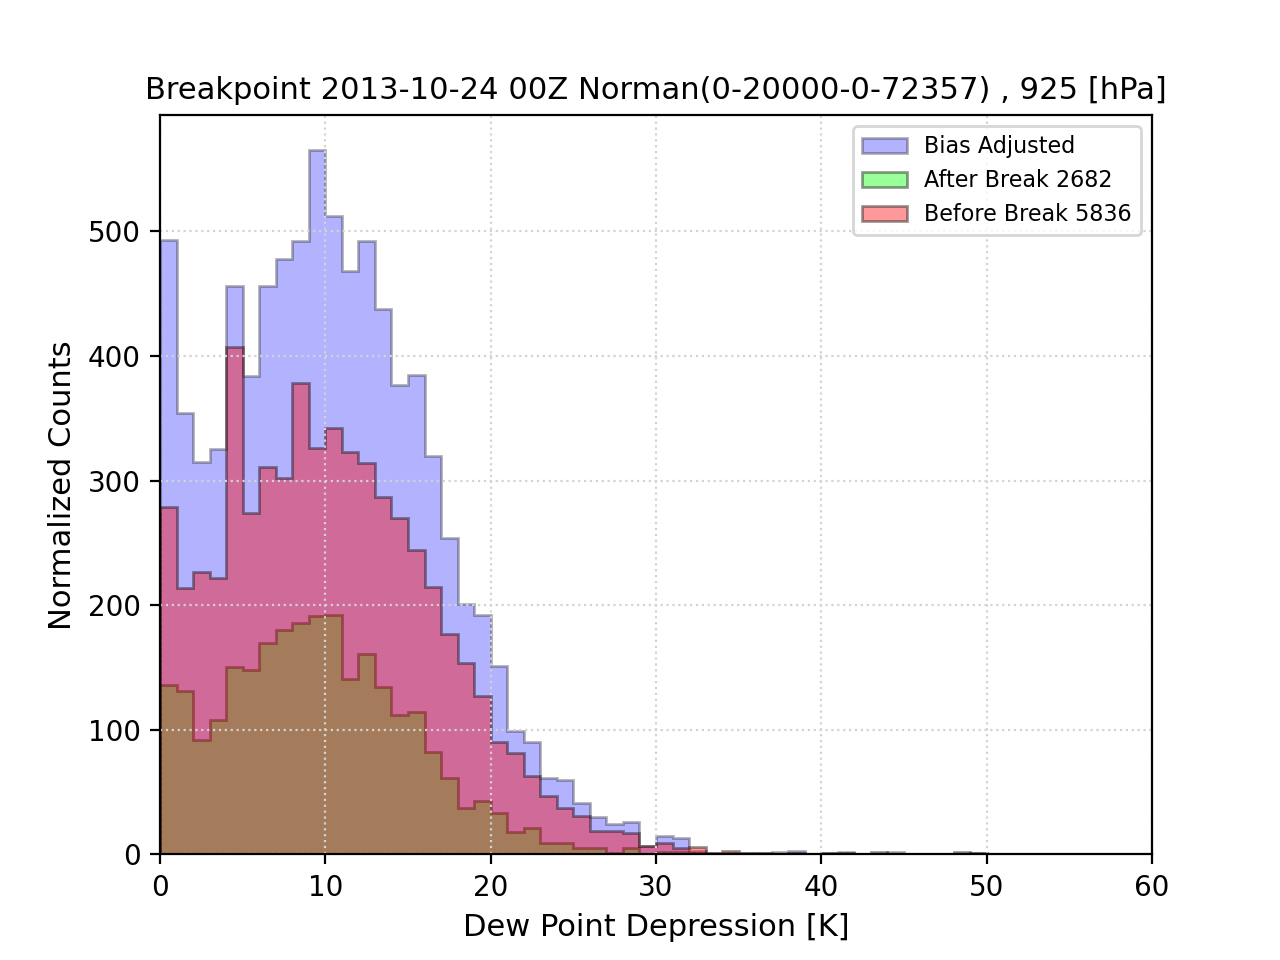 Breakpoint 2013-10-24 00Z Norman(0-20000-0-72357) , 925 [hPa]
Bias Adjusted
After Break 2682
Before Break 5836
Normalized Counts
500
400
300
200
100
0
0 10 20 30 40 50 60
Dew Point Depression [K]